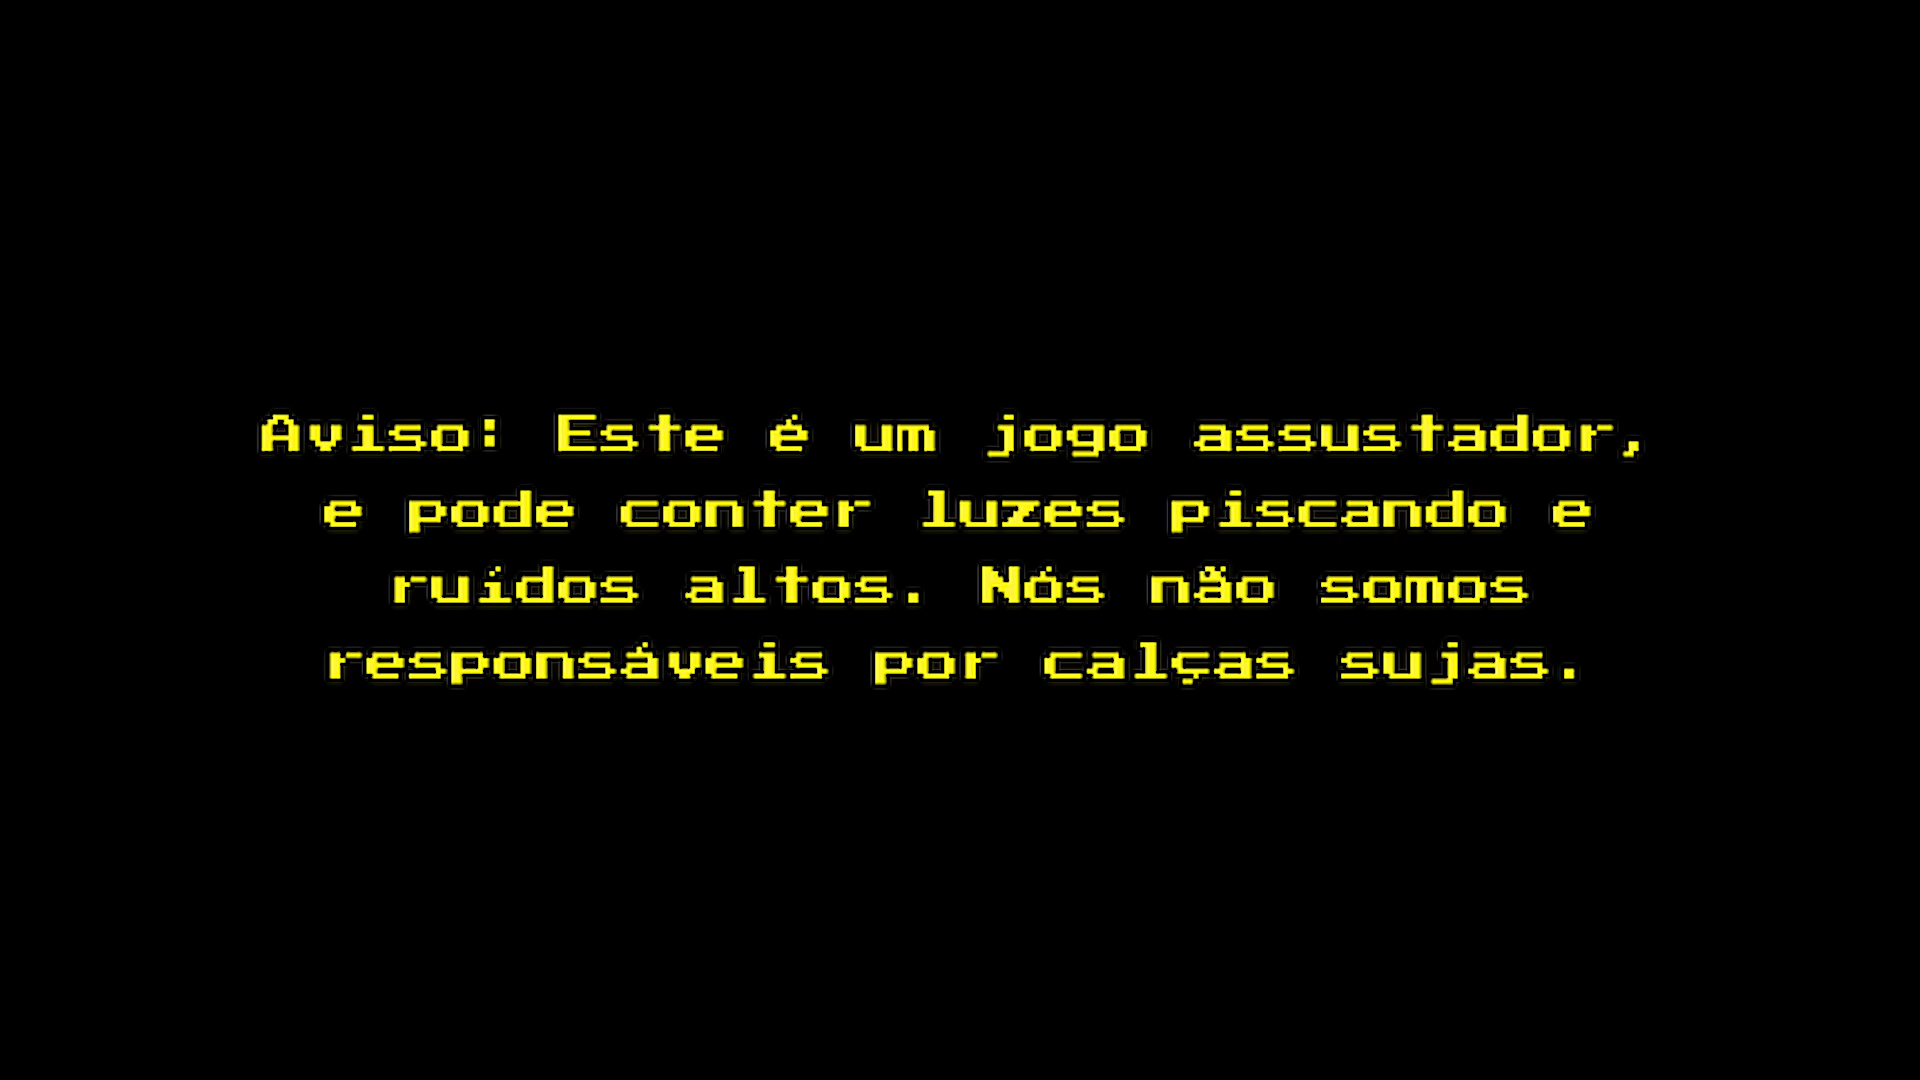 Aviso: Este é um jogo assustador,
e pode conter luzes piscando e
ruídos altos. Nós não somos
responsáveis por calças sujas.